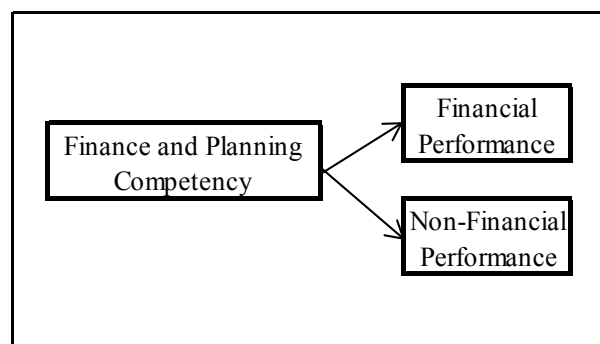 Financial
Performance
Finance and Planning
Competency
Non-Financial
Performance